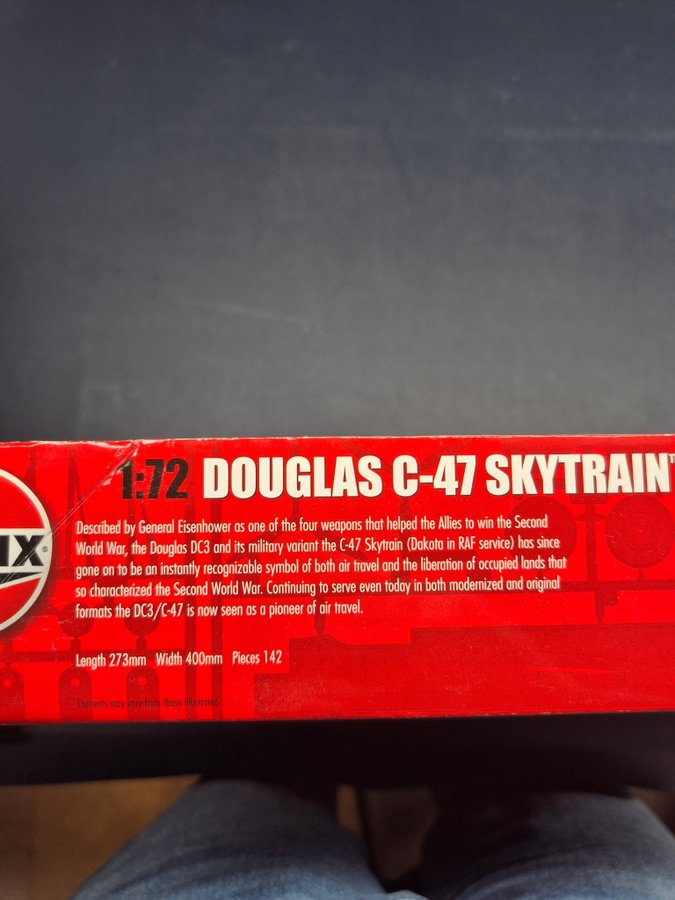 1:72 DOUGLAS C-47 SKYTRAIN™
IX®
Described by General Eisenhower as one of the four weapons that helped the Allies to win the Second
World War, the Douglas DC3 and its military variant the C-47 Skytrain (Dakota in RAF service) has since
gone on to be an instantly recognizable symbol of both air travel and the liberation of occupied lands that
so characterized the Second World War. Continuing to serve even today in both modernized and original
formats the DC3/C-47 is now seen as a pioneer of air travel.
Length 273mm Width 400mm Pieces 142
Contents may vary from those illustrated